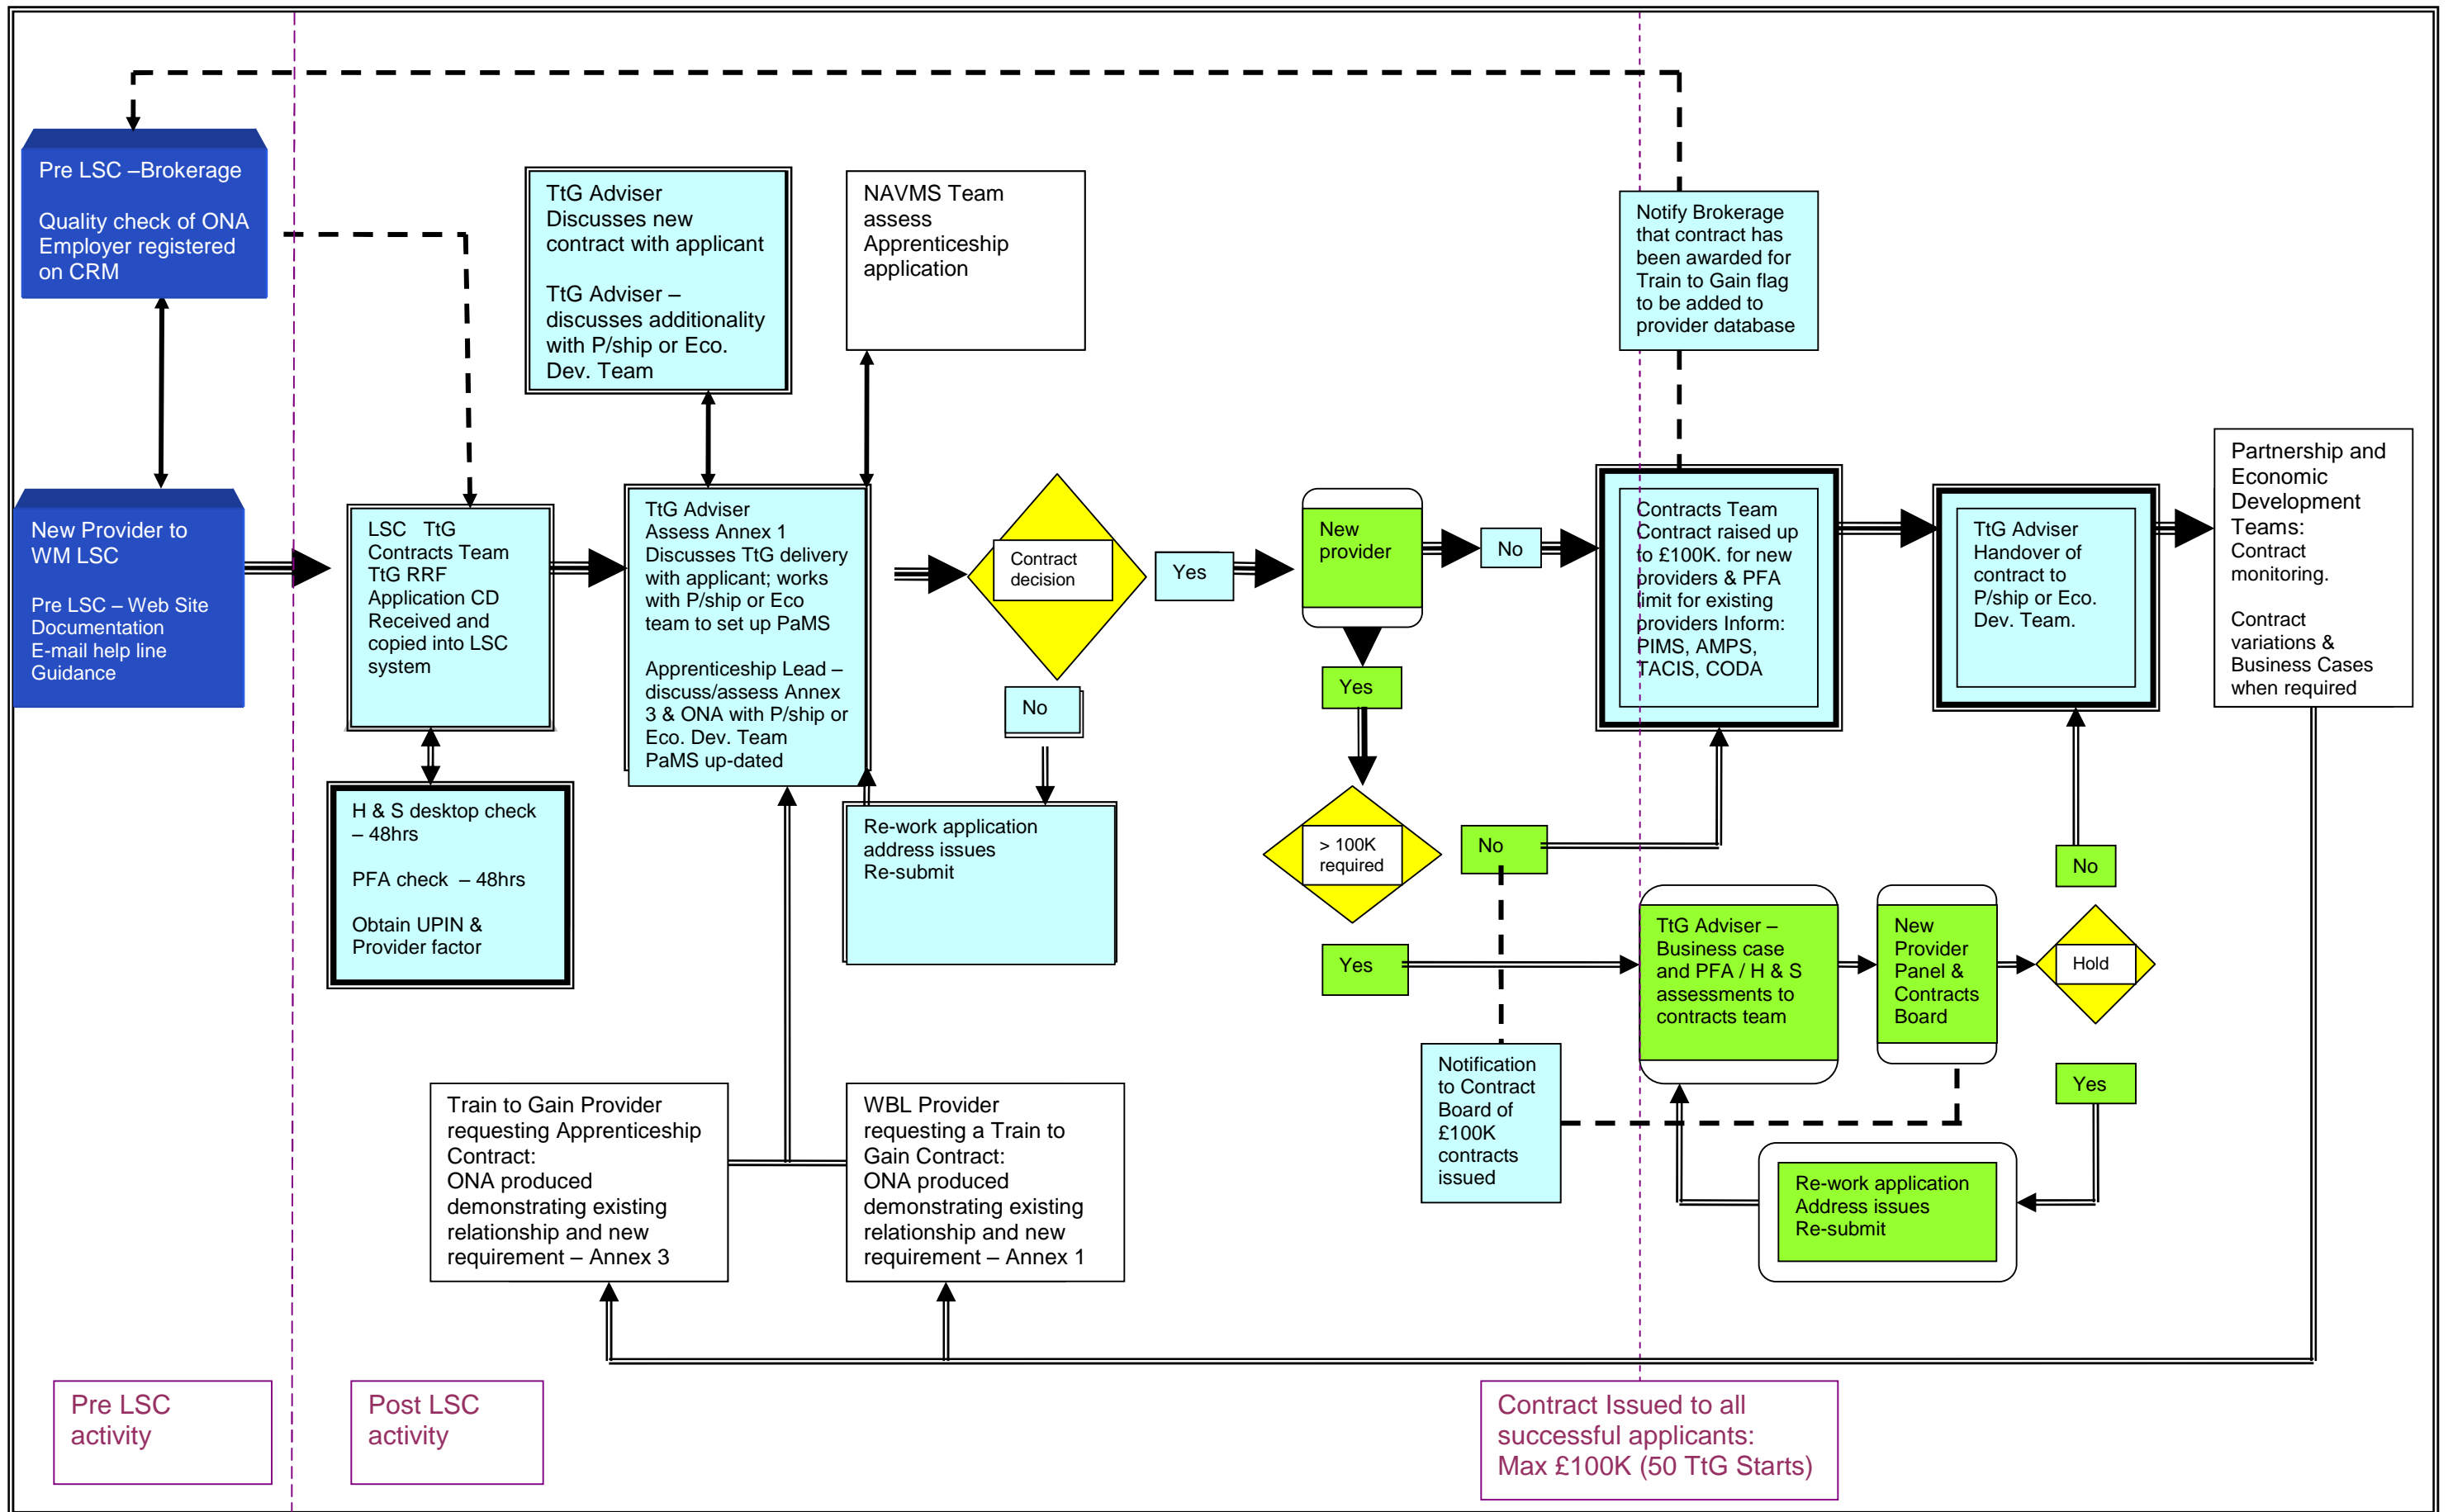 Pre LSC –Brokerage
Quality check of ONA
Employer registered
on CRM
New Provider to
WM LSC
Pre LSC – Web Site
Documentation
E-mail help line
Guidance
LSC   TtG
Contracts Team
TtG RRF
Application CD
Received and
copied into LSC
system
H & S desktop check
– 48hrs
PFA check  – 48hrs
Obtain UPIN &
Provider factor
TtG Adviser
Discusses new
contract with applicant
TtG Adviser –
discusses additionality
with P/ship or Eco.
Dev. Team
NAVMS Team
assess
Apprenticeship
application
TtG Adviser
Assess Annex 1
Discusses TtG delivery
with applicant; works
with P/ship or Eco
team to set up PaMS
Apprenticeship Lead –
discuss/assess Annex
3 & ONA with P/ship or
Eco. Dev. Team
PaMS up-dated
Contract
decision
Yes
No
Re-work application
address issues
Re-submit
New
provider
No
Yes
> 100K
required
No
Yes
Notify Brokerage
that contract has
been awarded for
Train to Gain flag
to be added to
provider database
Contracts Team
Contract raised up
to £100K. for new
providers & PFA
limit for existing
providers Inform:
PIMS, AMPS,
TACIS, CODA
TtG Adviser
Handover of
contract to
P/ship or Eco.
Dev. Team.
Partnership and
Economic
Development
Teams:
Contract
monitoring.
Contract
variations &
Business Cases
when required
TtG Adviser –
Business case
and PFA / H & S
assessments to
contracts team
New
Provider
Panel &
Contracts
Board
Hold
No
Yes
Re-work application
Address issues
Re-submit
Notification
to Contract
Board of
£100K
contracts
issued
Train to Gain Provider
requesting Apprenticeship
Contract:
ONA produced
demonstrating existing
relationship and new
requirement – Annex 3
WBL Provider
requesting a Train to
Gain Contract:
ONA produced
demonstrating existing
relationship and new
requirement – Annex 1
Pre LSC
activity
Post LSC
activity
Contract Issued to all
successful applicants:
Max £100K (50 TtG Starts)